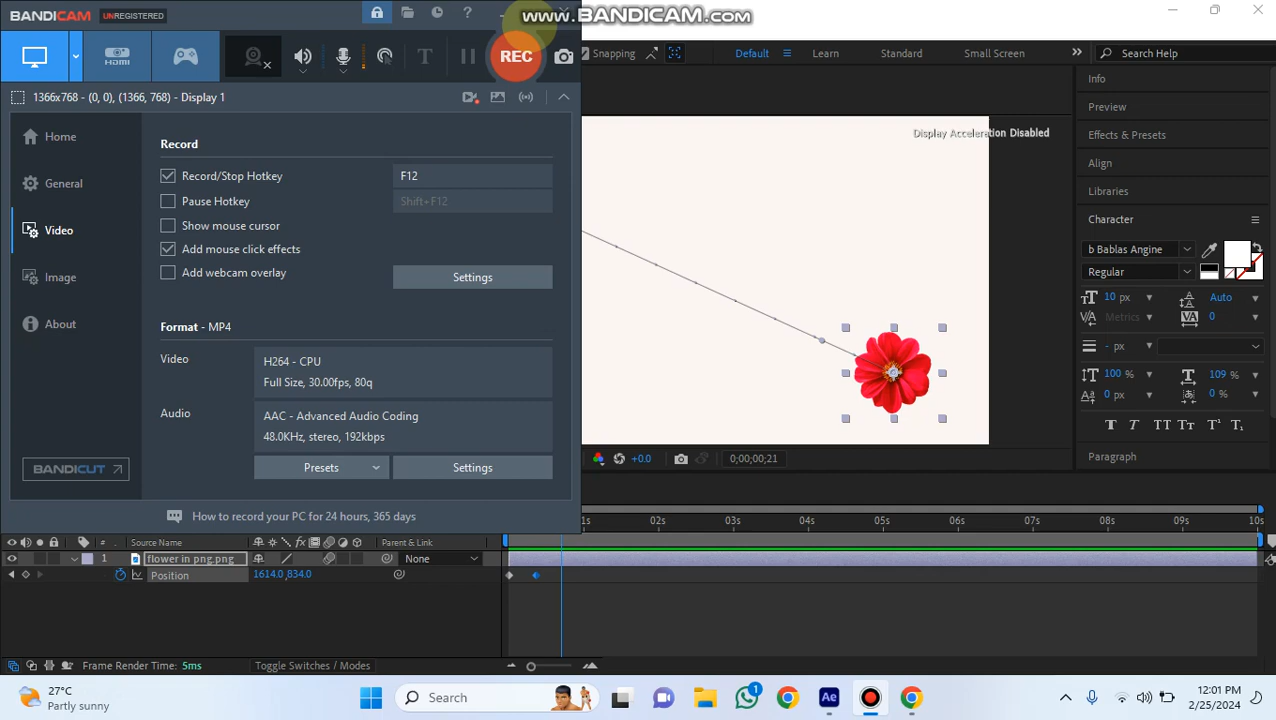 BANDICAM UNREGISTERED
www.BANDICAM.com
REC
1366x768 - (0, 0), (1366, 768) - Display 1
Home
General
Video
Image
About
BANDICUT
Record
Record/Stop Hotkey F12
Pause Hotkey Shift+F12
Show mouse cursor
Add mouse click effects
Add webcam overlay
Settings
Format - MP4
Video H264 - CPU
Full Size, 30.00fps, 80q
Audio AAC - Advanced Audio Coding
48.0KHz, stereo, 192kbps
Presets Settings
How to record your PC for 24 hours, 365 days
Snapping Default Learn Standard Small Screen Search Help
Display Acceleration Disabled
Info
Preview
Effects & Presets
Align
Libraries
Character
b Bablas Angine
Regular
10 px Auto
Metrics 0
- px
100 % 109 %
0 px 0 %
Paragraph
+0.0 0;00;00;21
1s 02s 03s 04s 05s 06s 07s 08s 09s 10s
# Source Name Parent & Link
1 flower in png.png None
Position 1614.0,834.0
Frame Render Time: 5ms Toggle Switches / Modes
27°C
Partly sunny
Search
1
12:01 PM
2/25/2024